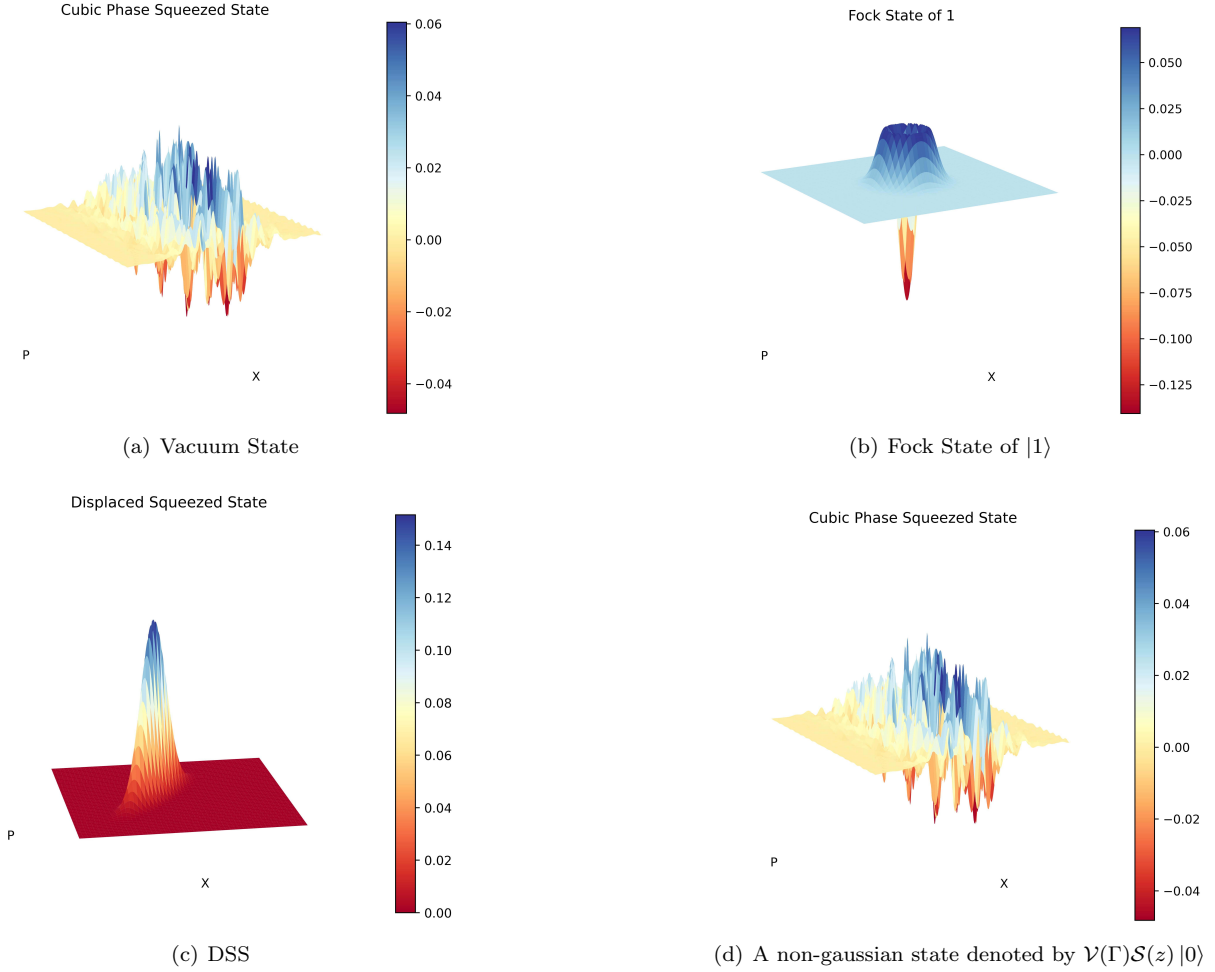 Cubic Phase Squeezed State
0.06
0.04
0.02
0.00
−0.02
−0.04
P
X
(a) Vacuum State
Fock State of 1
0.050
0.025
0.000
−0.025
−0.050
−0.075
−0.100
−0.125
P
X
(b) Fock State of |1⟩
Displaced Squeezed State
0.14
0.12
0.10
0.08
0.06
0.04
0.02
0.00
P
X
(c) DSS
Cubic Phase Squeezed State
0.06
0.04
0.02
0.00
−0.02
−0.04
P
X
(d) A non-gaussian state denoted by 𝒱(Γ)𝒮(z) |0⟩